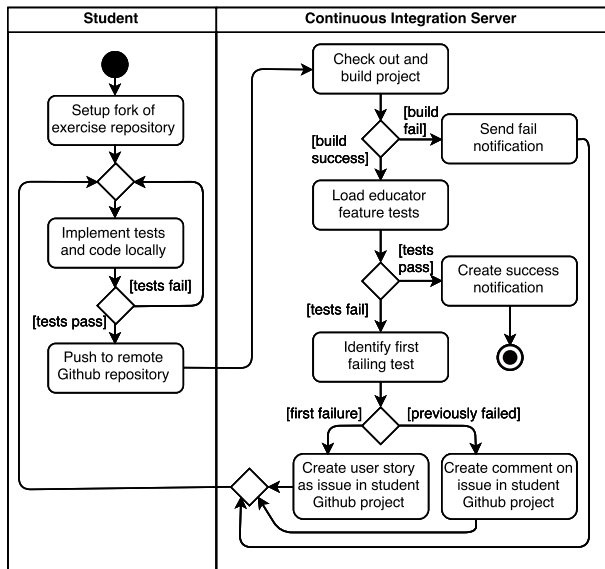 Student
Continuous Integration Server
Setup fork of
exercise repository
Implement tests
and code locally
[tests fail]
[tests pass]
Push to remote
Github repository
Check out and
build project
[build
fail]
[build
success]
Send fail
notification
Load educator
feature tests
[tests
pass]
Create success
notification
[tests fail]
Identify first
failing test
[first failure]
[previously failed]
Create user story
as issue in student
Github project
Create comment on
issue in student
Github project